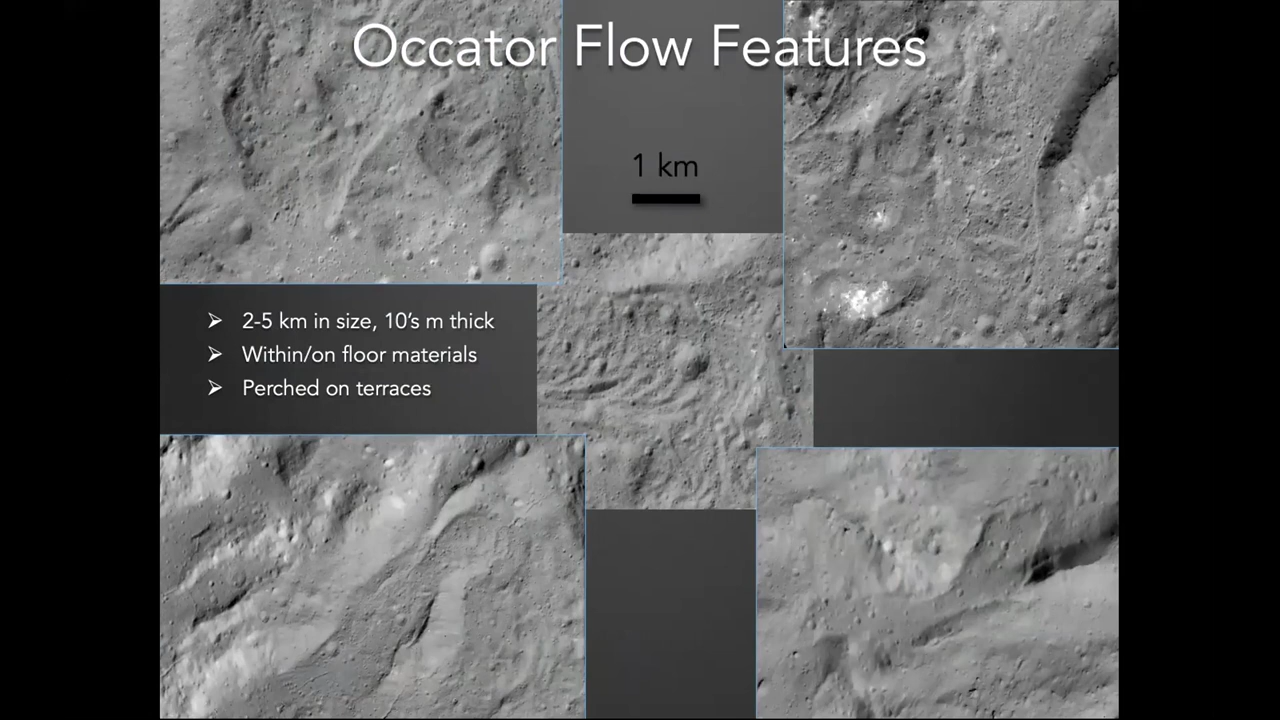 Occator Flow Features
1 km
➢ 2-5 km in size, 10's m thick
➢ Within/on floor materials
➢ Perched on terraces